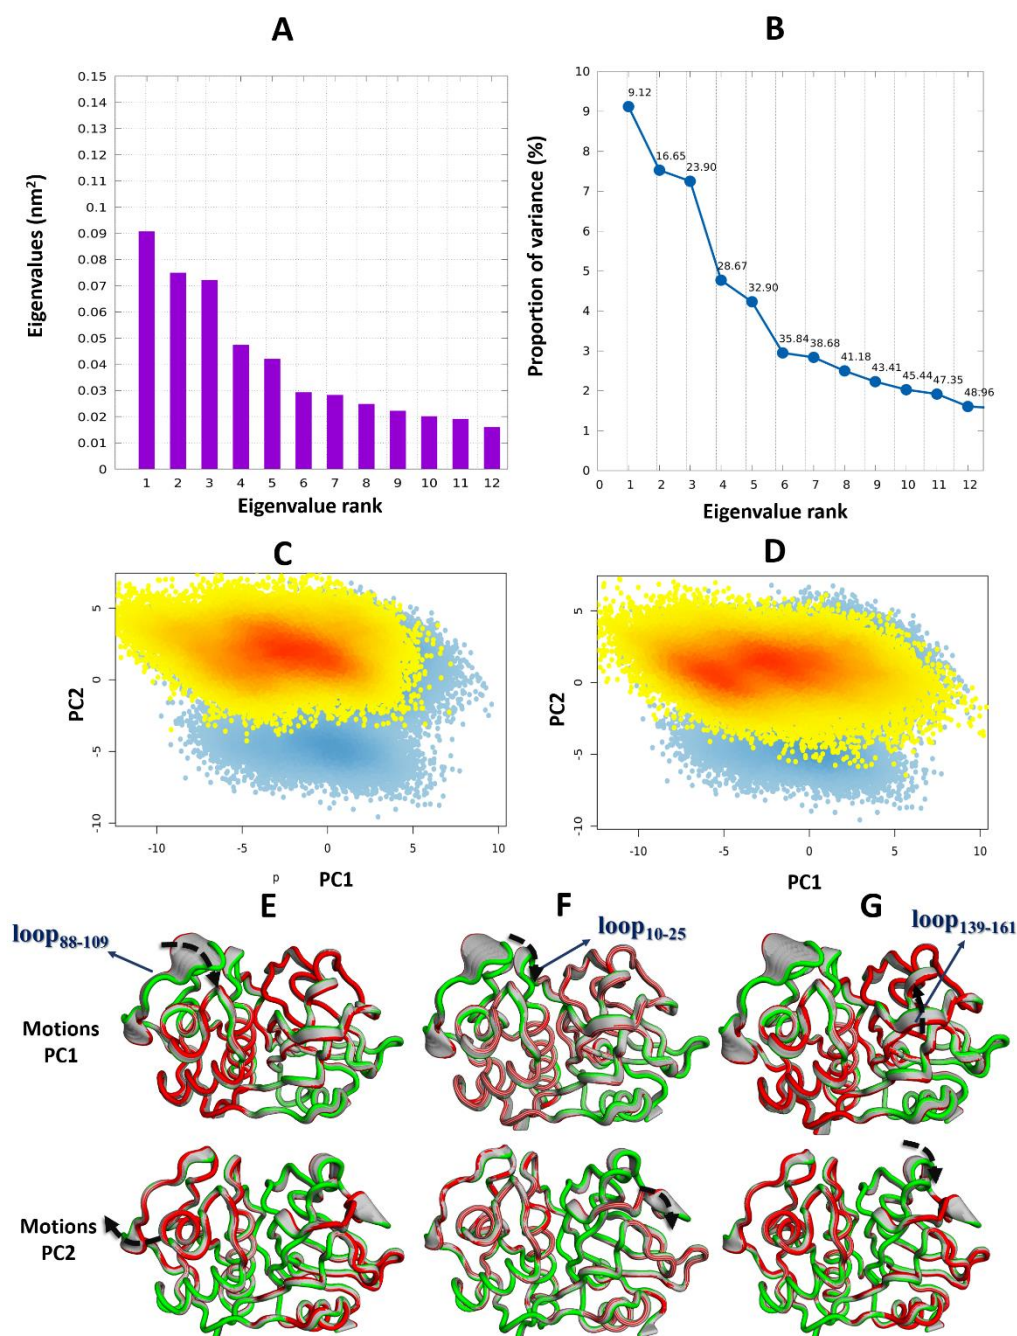 A
Eigenvalues (nm²)
0.15
0.14
0.13
0.12
0.11
0.1
0.09
0.08
0.07
0.06
0.05
0.04
0.03
0.02
0.01
0
1 2 3 4 5 6 7 8 9 10 11 12
Eigenvalue rank
B
Proportion of variance (%)
10
9
8
7
6
5
4
3
2
1
0
9.12
16.65
23.90
28.67
32.90
35.84
38.68
41.18
43.41
45.44
47.35
48.96
0 1 2 3 4 5 6 7 8 9 10 11 12
Eigenvalue rank
C
PC2
5
0
-5
-10
-10 -5 0 5 10
p PC1
D
PC2
5
0
-5
-10
-10 -5 0 5 10
PC1
E
F
G
loop88-109
loop10-25
loop139-161
Motions
PC1
Motions
PC2